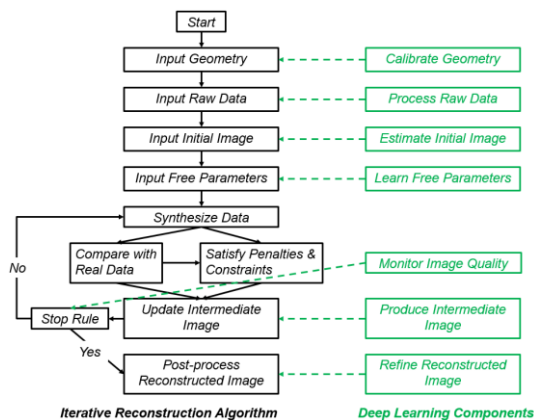 Start
Input Geometry
Calibrate Geometry
Input Raw Data
Process Raw Data
Input Initial Image
Estimate Initial Image
Input Free Parameters
Learn Free Parameters
Synthesize Data
No
Compare with
Real Data
Satisfy Penalties &
Constraints
Monitor Image Quality
Stop Rule
Update Intermediate
Image
Produce Intermediate
Image
Yes
Post-process
Reconstructed Image
Refine Reconstructed
Image
Iterative Reconstruction Algorithm
Deep Learning Components